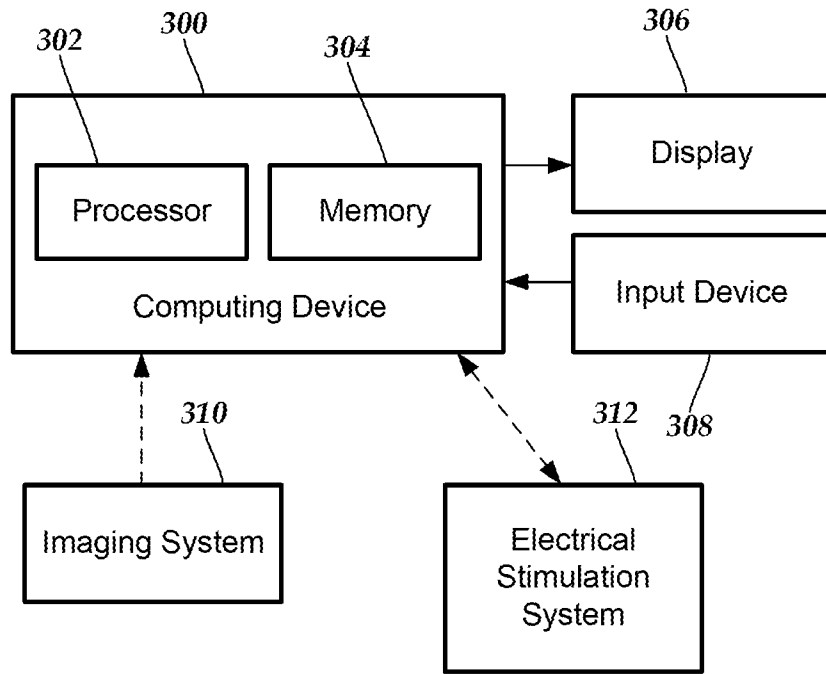 302
300
304
306
Processor
Memory
Display
Computing Device
Input Device
310
312
308
Imaging System
Electrical
Stimulation
System